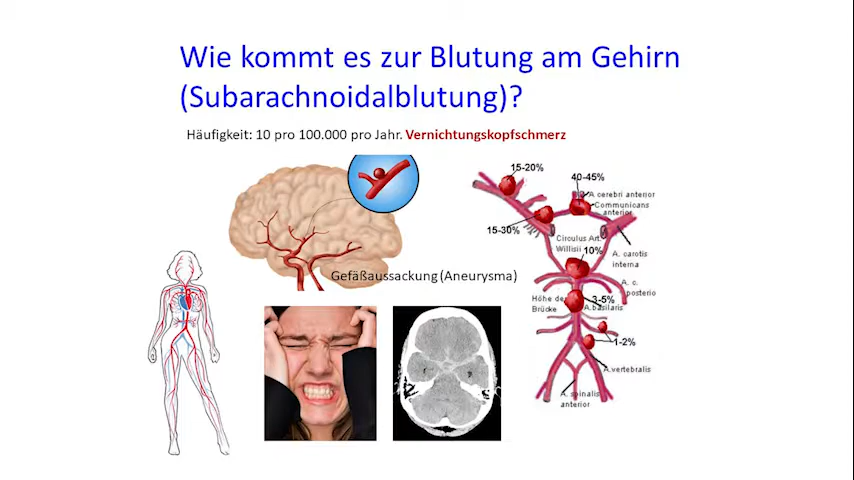 Wie kommt es zur Blutung am Gehirn
(Subarachnoidalblutung)?
Häufigkeit: 10 pro 100.000 pro Jahr. Vernichtungskopfschmerz
15-20%
40-45%
A cerebri anterior
Communicans
anterior
15-30%
Circulus Art.
Willisii
10%
A. carotis
interna
Gefäßaussackung (Aneurysma)
A. c.
posterio
Höhe de
Brücke
3-5%
A.basilaris
1-2%
A.vertebralis
A. spinalis
anterior